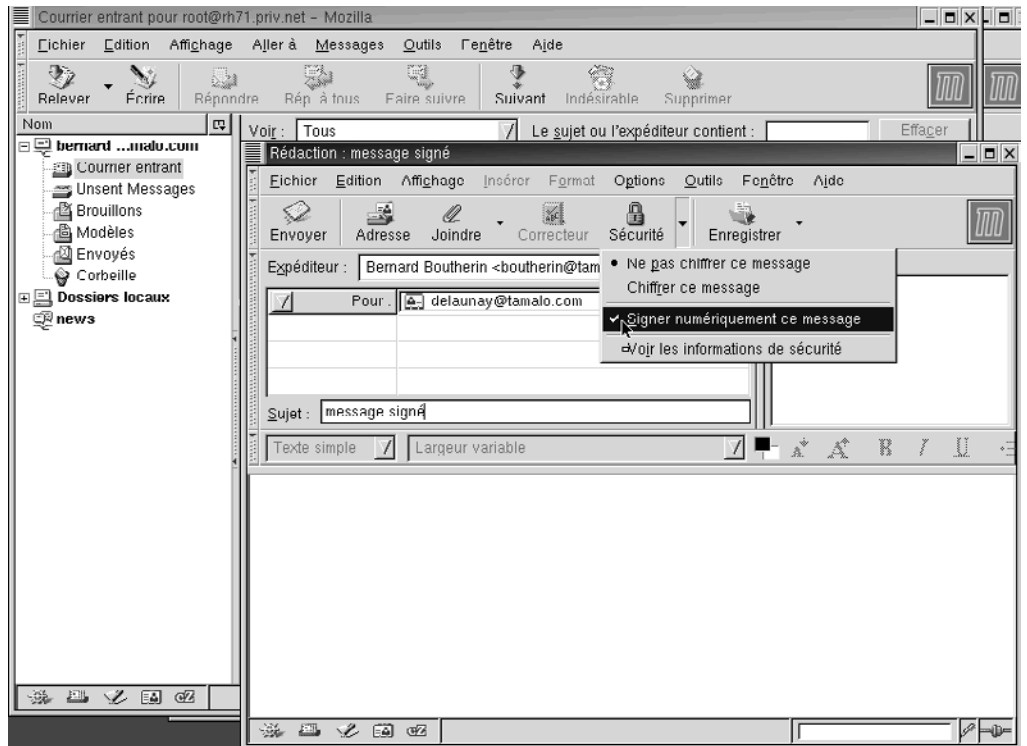 Courrier entrant pour root@rh71.priv.net – Mozilla
Fichier Edition Affichage Aller à Messages Outils Fenêtre Aide
Relever Écrire Répondre Rép à tous Faire suivre Suivant Indésirable Supprimer
Nom
Voir : Tous Le sujet ou l'expéditeur contient : Effacer
bernard ...malo.com
Courrier entrant
Unsent Messages
Brouillons
Modèles
Envoyés
Corbeille
Dossiers locaux
news
Rédaction : message signé
Fichier Edition Affichage Insérer Format Options Outils Fenêtre Aide
Envoyer Adresse Joindre Correcteur Sécurité Enregistrer
Expéditeur : Bernard Boutherin <boutherin@tam
Ne pas chiffrer ce message
Chiffrer ce message
Signer numériquement ce message
Voir les informations de sécurité
Pour : delaunay@tamalo.com
Sujet : message signé
Texte simple Largeur variable